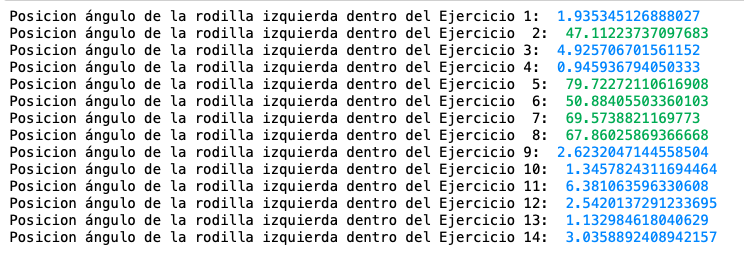 Posicion ángulo de la rodilla izquierda dentro del Ejercicio 1:  1.935345126888027
Posicion ángulo de la rodilla izquierda dentro del Ejercicio  2:  47.11223737097683
Posicion ángulo de la rodilla izquierda dentro del Ejercicio 3:  4.925706701561152
Posicion ángulo de la rodilla izquierda dentro del Ejercicio 4:  0.945936794050333
Posicion ángulo de la rodilla izquierda dentro del Ejercicio  5:  79.72272110616908
Posicion ángulo de la rodilla izquierda dentro del Ejercicio  6:  50.88405503360103
Posicion ángulo de la rodilla izquierda dentro del Ejercicio  7:  69.5738821169773
Posicion ángulo de la rodilla izquierda dentro del Ejercicio  8:  67.86025869366668
Posicion ángulo de la rodilla izquierda dentro del Ejercicio 9:  2.6232047144558504
Posicion ángulo de la rodilla izquierda dentro del Ejercicio 10:  1.3457824311694464
Posicion ángulo de la rodilla izquierda dentro del Ejercicio 11:  6.381063596330608
Posicion ángulo de la rodilla izquierda dentro del Ejercicio 12:  2.5420137291233695
Posicion ángulo de la rodilla izquierda dentro del Ejercicio 13:  1.132984618040629
Posicion ángulo de la rodilla izquierda dentro del Ejercicio 14:  3.0358892408942157